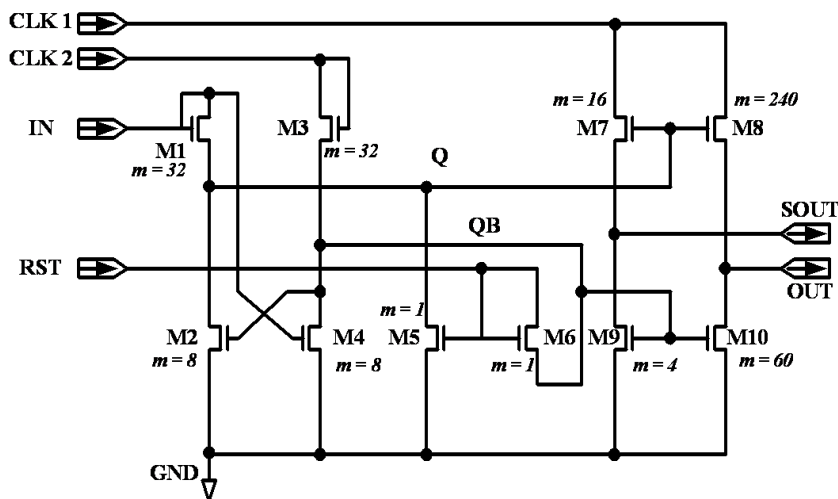 CLK 1
CLK 2
m = 16
m = 240
IN
M1
M3
M7
M8
m = 32
m = 32
Q
SOUT
QB
RST
OUT
m = 1
M2
M4
M5
M6
M9
M10
m = 8
m = 8
m = 1
m = 4
m = 60
GND